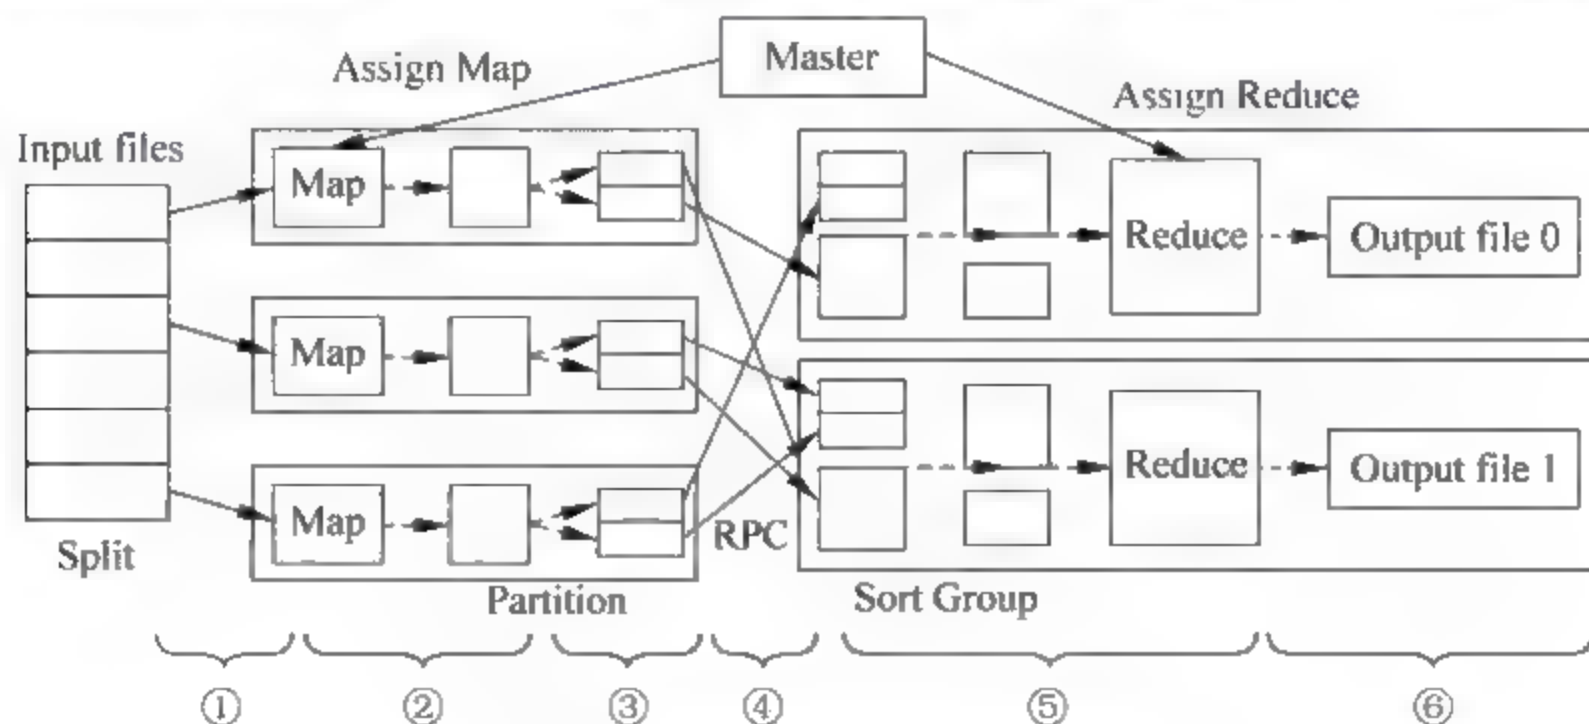 Master
Assign Map
Assign Reduce
Input files
Map
Reduce
Output file 0
Map
Map
Reduce
Output file 1
RPC
Split
Partition
Sort Group
① ② ③ ④ ⑤ ⑥